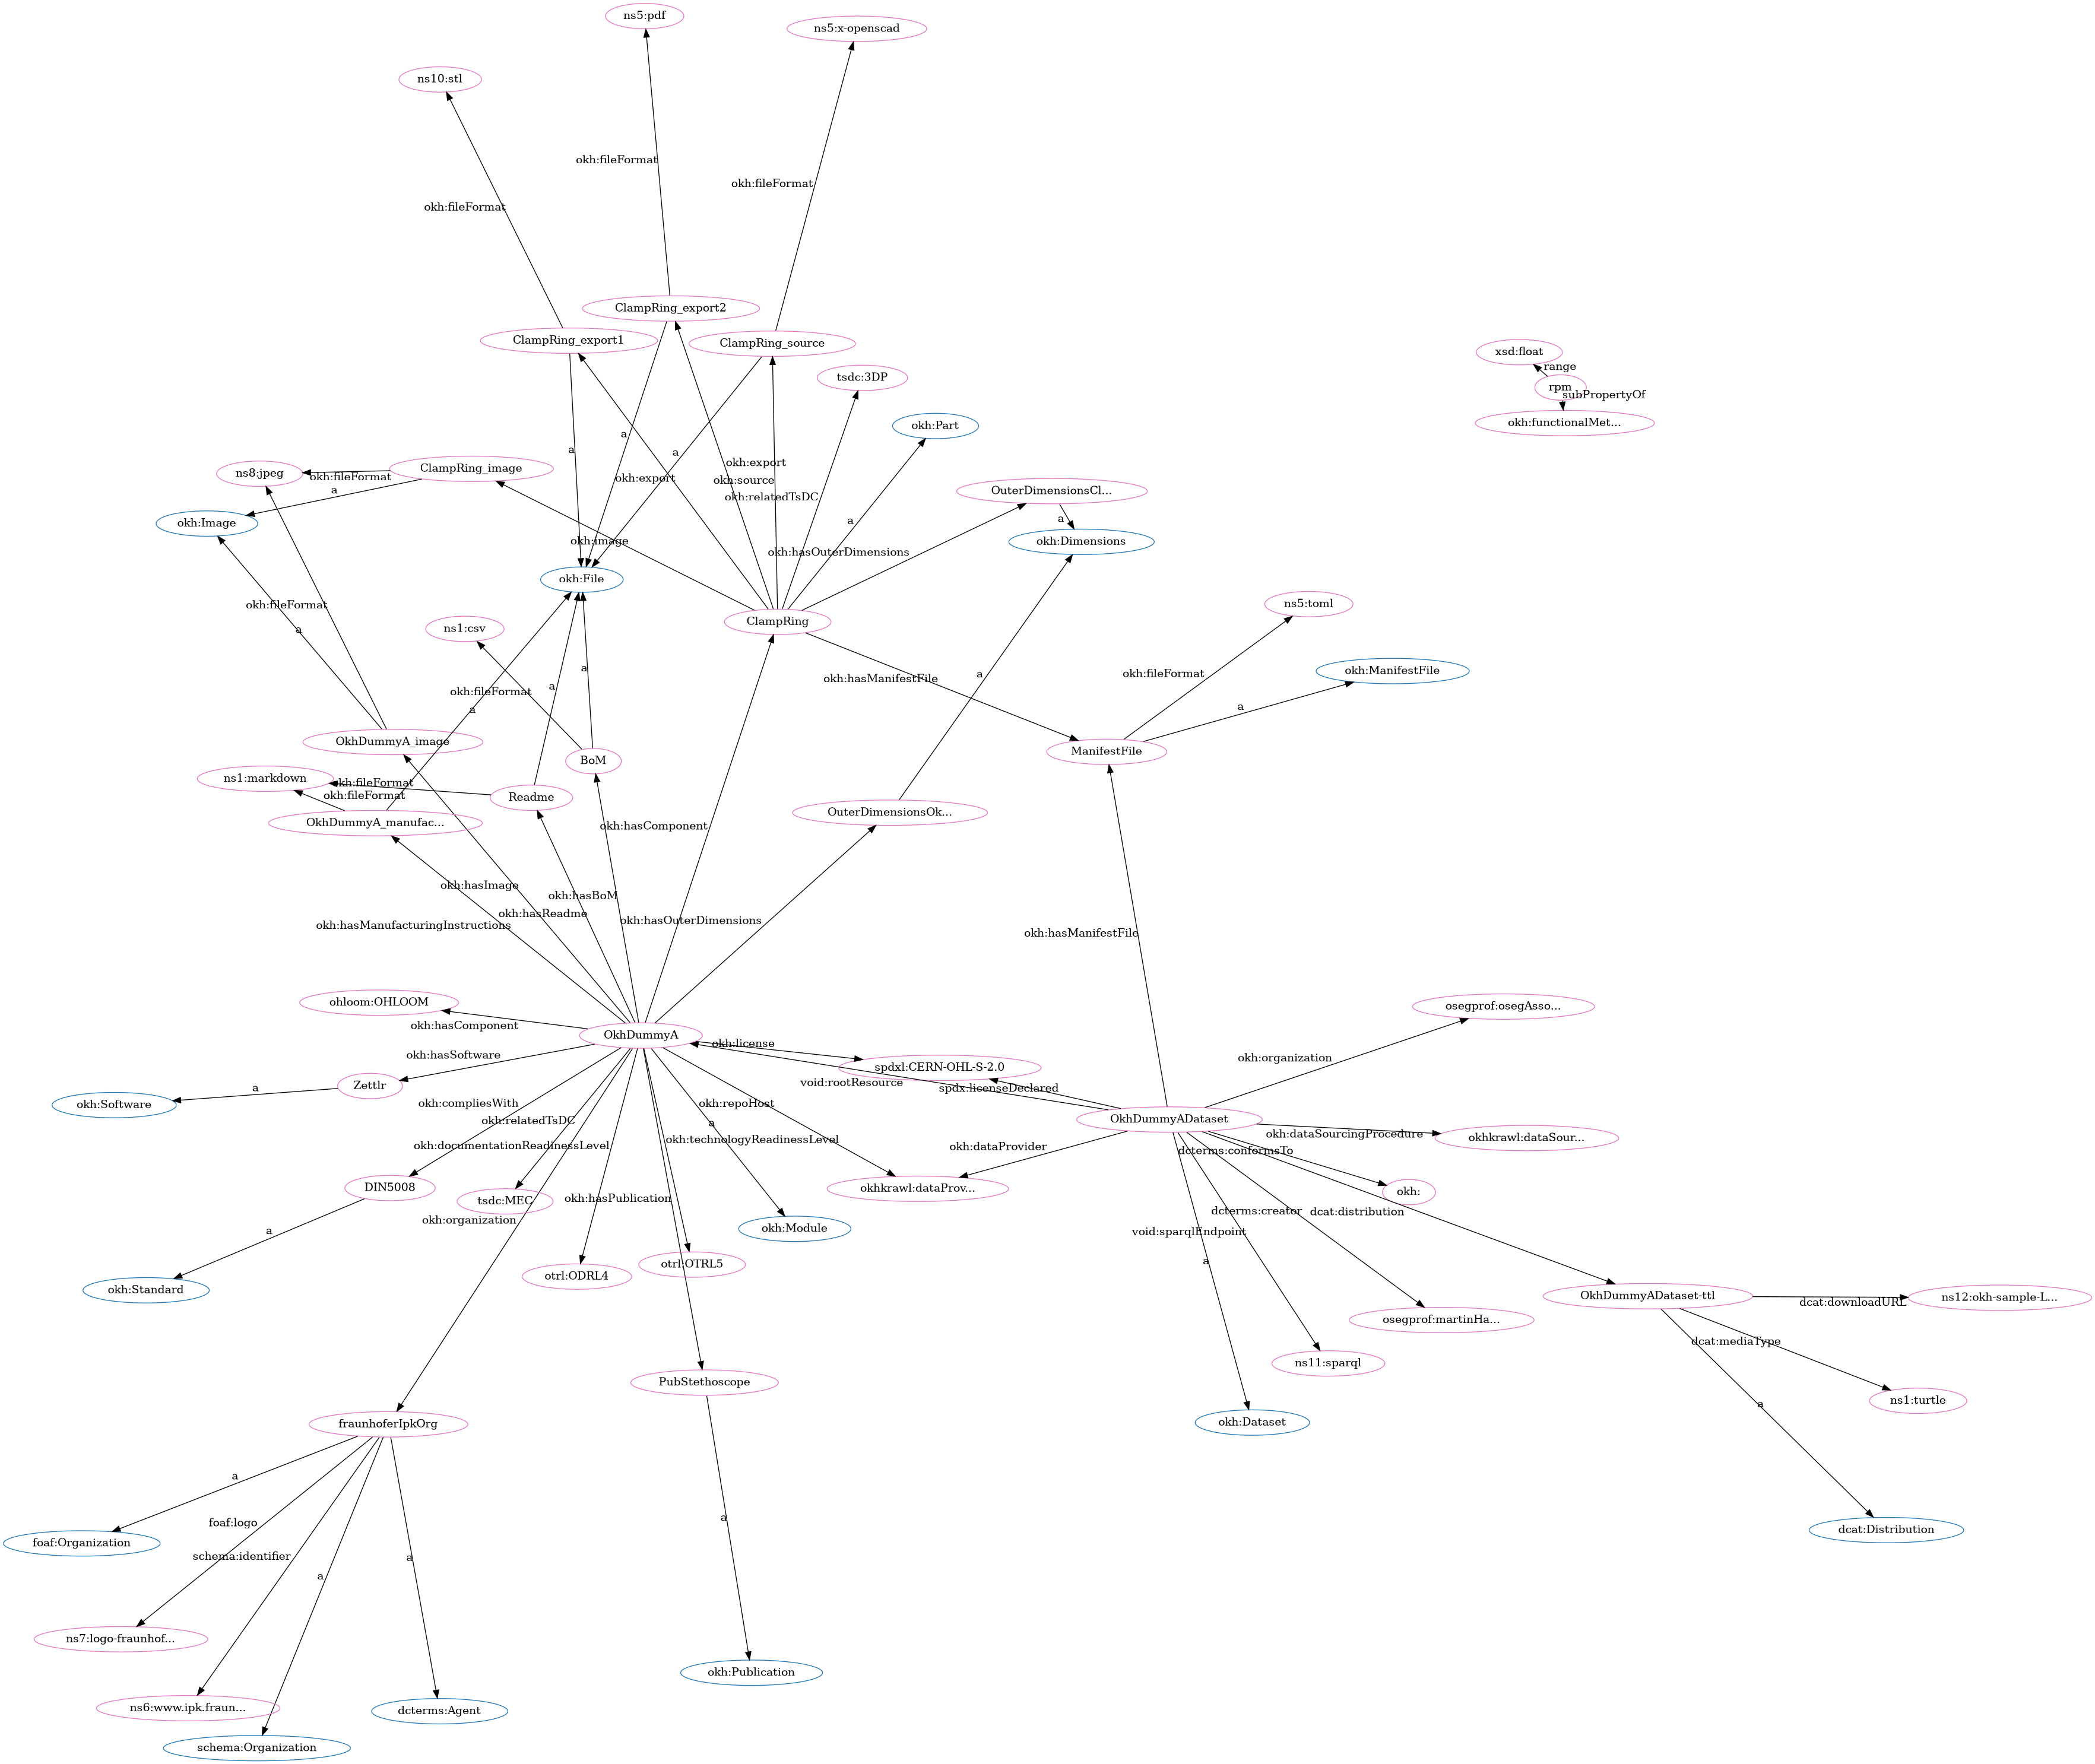 ns5:pdf
ns5:x-openscad
ns10:stl
okh:fileFormat
okh:fileFormat
okh:fileFormat
ClampRing_export2
ClampRing_export1
ClampRing_source
xsd:float
range
tsdc:3DP
rpm
subPropertyOf
okh:Part
okh:functionalMet...
a
a
a
okh:export
ClampRing_image
ns8:jpeg
okh:fileFormat
okh:export
okh:source
a
okh:relatedTsDC
OuterDimensionsCl...
okh:Image
a
a
okh:image
okh:hasOuterDimensions
okh:Dimensions
okh:File
ns5:toml
okh:fileFormat
ClampRing
ns1:csv
a
a
okh:ManifestFile
okh:fileFormat
a
okh:hasManifestFile
a
okh:fileFormat
a
a
OkhDummyA_image
ManifestFile
BoM
ns1:markdown
okh:fileFormat
okh:fileFormat
Readme
OuterDimensionsOk...
OkhDummyA_manufac...
okh:hasComponent
okh:hasImage
okh:hasBoM
okh:hasReadme
okh:hasManufacturingInstructions
okh:hasOuterDimensions
okh:hasManifestFile
ohloom:OHLOOM
osegprof:osegAsso...
okh:hasComponent
OkhDummyA
okh:license
okh:hasSoftware
okh:organization
spdxl:CERN-OHL-S-2.0
Zettlr
a
void:rootResource
spdx:licenseDeclared
okh:Software
okh:compliesWith
okh:repoHost
okh:relatedTsDC
a
OkhDummyADataset
okh:documentationReadinessLevel
okh:technologyReadinessLevel
okh:dataProvider
dcterms:conformsTo
okh:dataSourcingProcedure
okhkrawl:dataSour...
DIN5008
tsdc:MEC
okh:hasPublication
okhkrawl:dataProv...
okh:
okh:organization
a
okh:Module
void:sparqlEndpoint
dcterms:creator
dcat:distribution
a
otrl:ODRL4
otrl:OTRL5
okh:Standard
OkhDummyADataset-ttl
dcat:downloadURL
ns12:okh-sample-L...
osegprof:martinHa...
dcat:mediaType
ns11:sparql
PubStethoscope
ns1:turtle
a
fraunhoferIpkOrg
okh:Dataset
a
foaf:logo
a
dcat:Distribution
foaf:Organization
schema:identifier
a
a
ns7:logo-fraunhof...
okh:Publication
ns6:www.ipk.fraun...
dcterms:Agent
schema:Organization